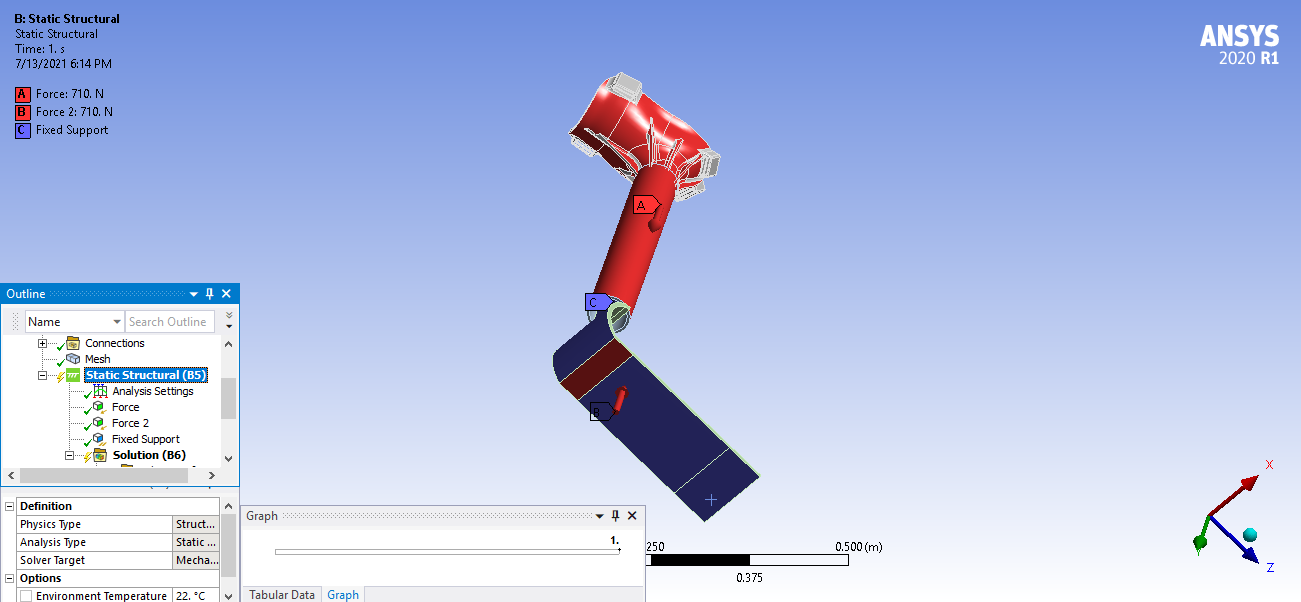 B: Static Structural
Static Structural
Time: 1. s
7/13/2021 6:14 PM
A Force: 710. N
B Force 2: 710. N
C Fixed Support
ANSYS
2020 R1
A
C
B
Outline
Name
Search Outline
Connections
Mesh
Static Structural (B5)
Analysis Settings
Force
Force 2
Fixed Support
Solution (B6)
Definition
Physics Type Struct...
Analysis Type Static ...
Solver Target Mecha...
Options
Environment Temperature 22. °C
Graph
1.
Tabular Data Graph
250 0.500 (m)
0.375
X
Z